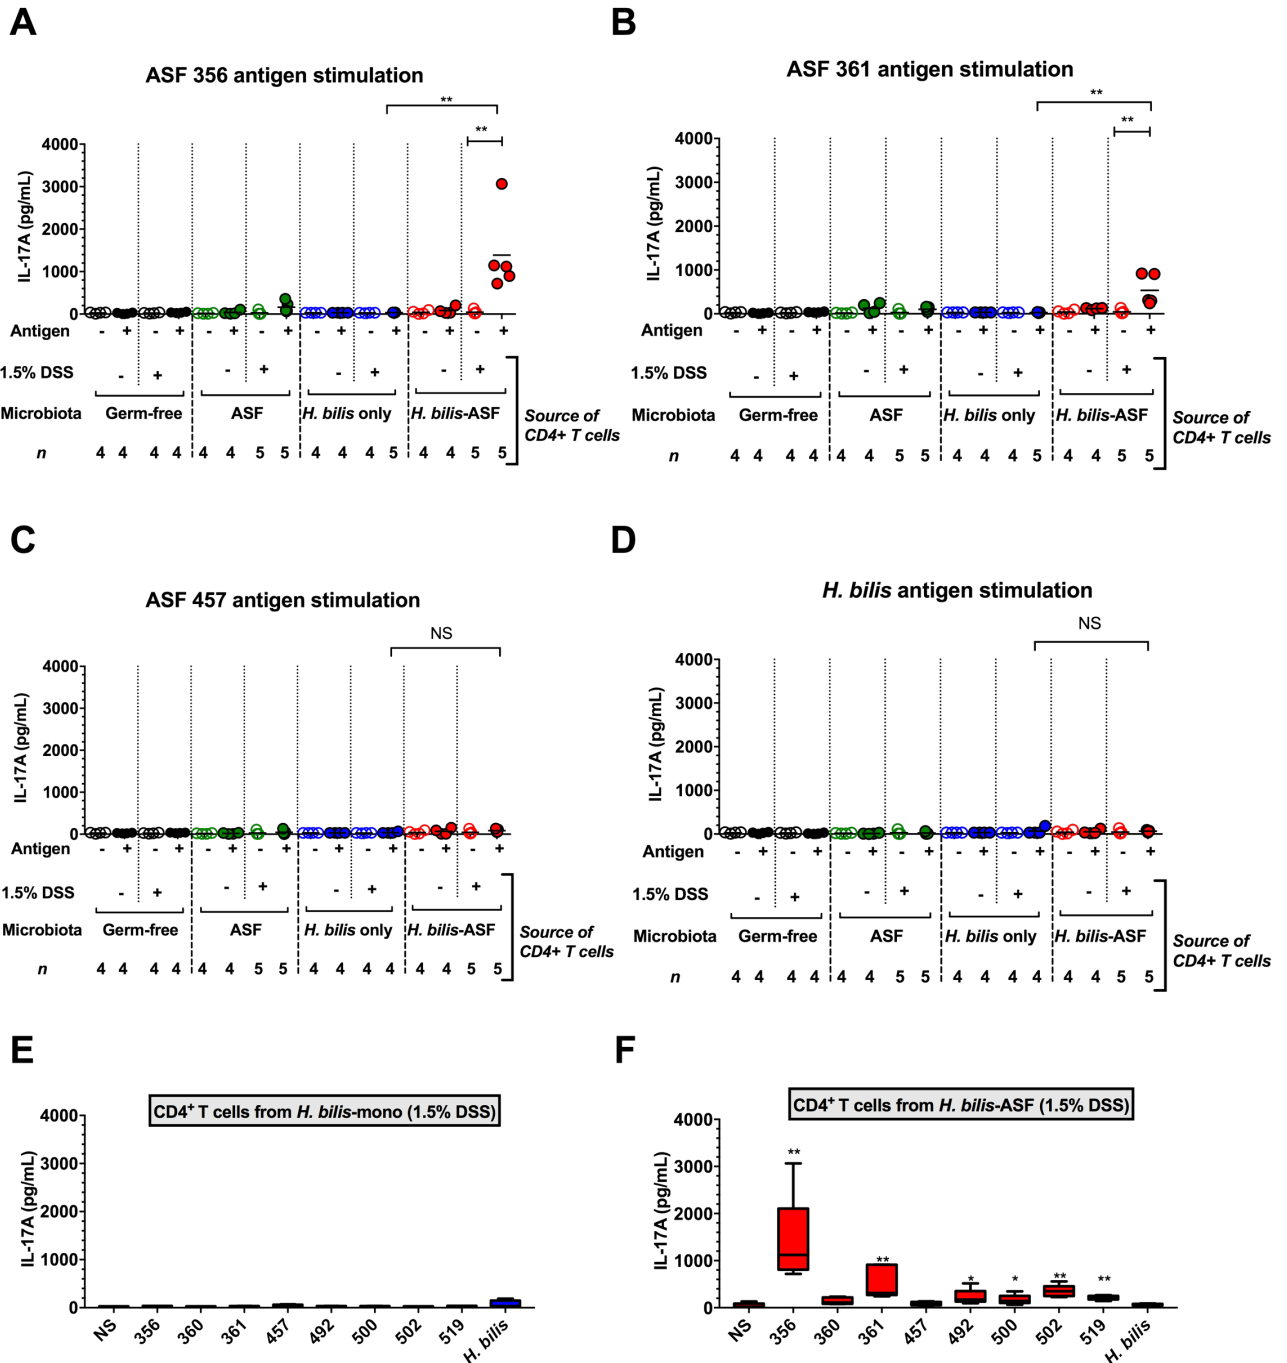 A
ASF 356 antigen stimulation
**
**
IL-17A (pg/mL)
4000
3000
2000
1000
0
Antigen - + - + - + - + - + - + - + - +
1.5% DSS - + - + - + - +
Microbiota Germ-free ASF H. bilis only H. bilis-ASF
Source of
CD4+ T cells
n 4 4 4 4 4 4 5 5 4 4 4 5 4 4 5 5
B
ASF 361 antigen stimulation
**
**
IL-17A (pg/mL)
4000
3000
2000
1000
0
Antigen - + - + - + - + - + - + - + - +
1.5% DSS - + - + - + - +
Microbiota Germ-free ASF H. bilis only H. bilis-ASF
Source of
CD4+ T cells
n 4 4 4 4 4 4 5 5 4 4 4 5 4 4 5 5
C
ASF 457 antigen stimulation
NS
IL-17A (pg/mL)
4000
3000
2000
1000
0
Antigen - + - + - + - + - + - + - + - +
1.5% DSS - + - + - + - +
Microbiota Germ-free ASF H. bilis only H. bilis-ASF
Source of
CD4+ T cells
n 4 4 4 4 4 4 5 5 4 4 4 4 4 4 5 5
D
H. bilis antigen stimulation
NS
IL-17A (pg/mL)
4000
3000
2000
1000
0
Antigen - + - + - + - + - + - + - + - +
1.5% DSS - + - + - + - +
Microbiota Germ-free ASF H. bilis only H. bilis-ASF
Source of
CD4+ T cells
n 4 4 4 4 4 4 5 5 4 4 4 4 4 4 5 5
E
CD4+ T cells from H. bilis-mono (1.5% DSS)
IL-17A (pg/mL)
4000
3000
2000
1000
0
NS 356 360 361 457 492 500 502 519 H. bilis
F
CD4+ T cells from H. bilis-ASF (1.5% DSS)
IL-17A (pg/mL)
4000
3000
2000
1000
0
** ** * * ** **
NS 356 360 361 457 492 500 502 519 H. bilis